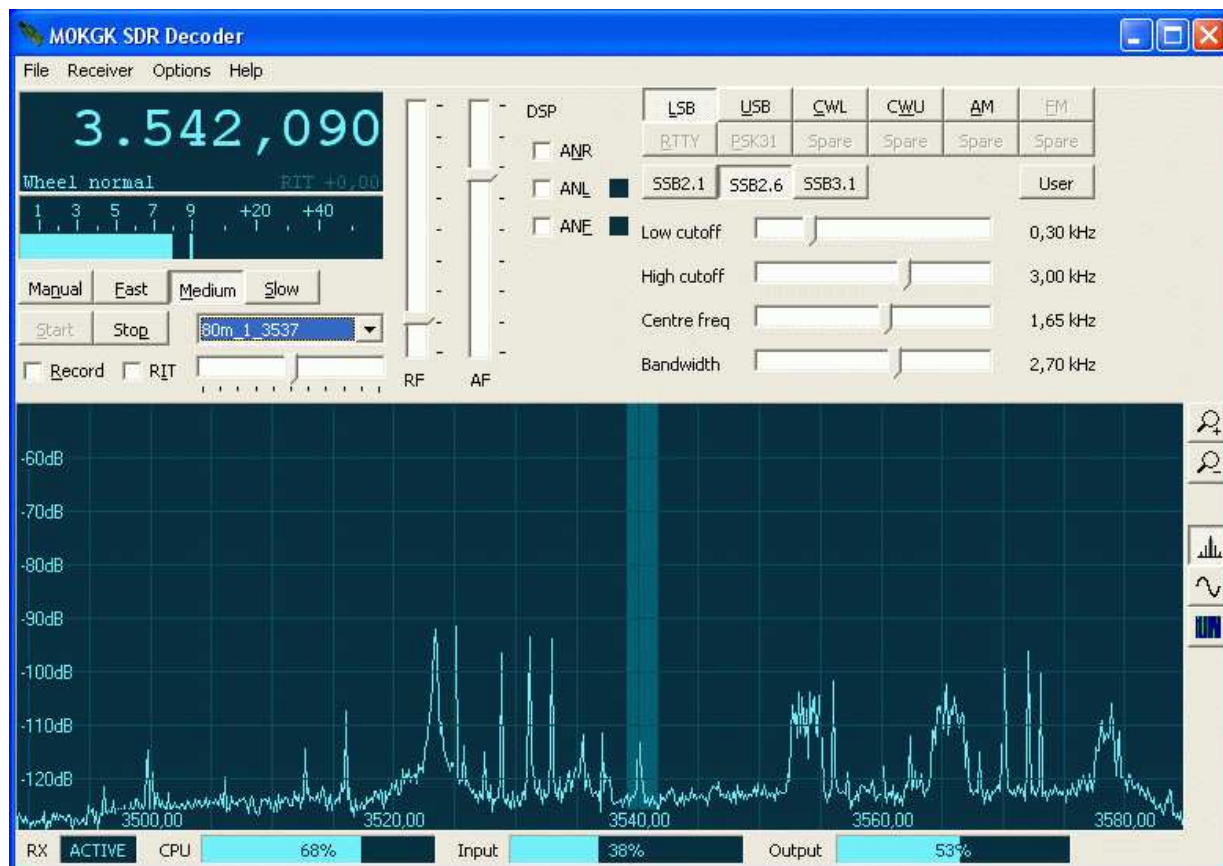 M0KGK SDR Decoder
File Receiver Options Help
3.542,090
Wheel normal RIT +0,00
1 3 5 7 9 +20 +40
Manual Fast Medium Slow
Start Stop 80m_1_3537
Record RIT
RF AF
DSP
ANR
ANL
ANF
LSB USB CWL CWU AM FM
RTTY PSK31 Spare Spare Spare Spare
SSB2.1 SSB2.6 SSB3.1 User
Low cutoff 0,30 kHz
High cutoff 3,00 kHz
Centre freq 1,65 kHz
Bandwidth 2,70 kHz
-60dB
-70dB
-80dB
-90dB
-100dB
-110dB
-120dB
3500,00 3520,00 3540,00 3560,00 3580,00
RX ACTIVE CPU 68% Input 38% Output 53%